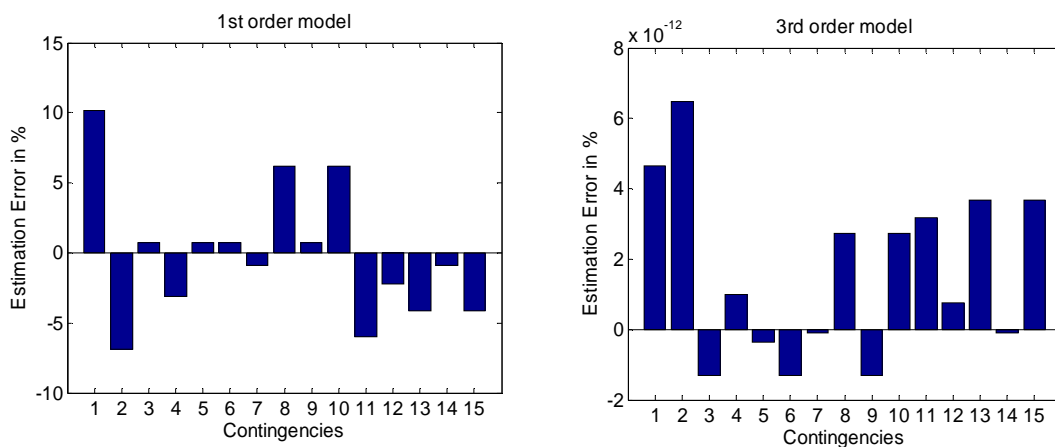 1st order model
15
10
5
0
-5
-10
Estimation Error in %
1 2 3 4 5 6 7 8 9 10 11 12 13 14 15
Contingencies
3rd order model
x 10^-12
8
6
4
2
0
-2
Estimation Error in %
1 2 3 4 5 6 7 8 9 10 11 12 13 14 15
Contingencies